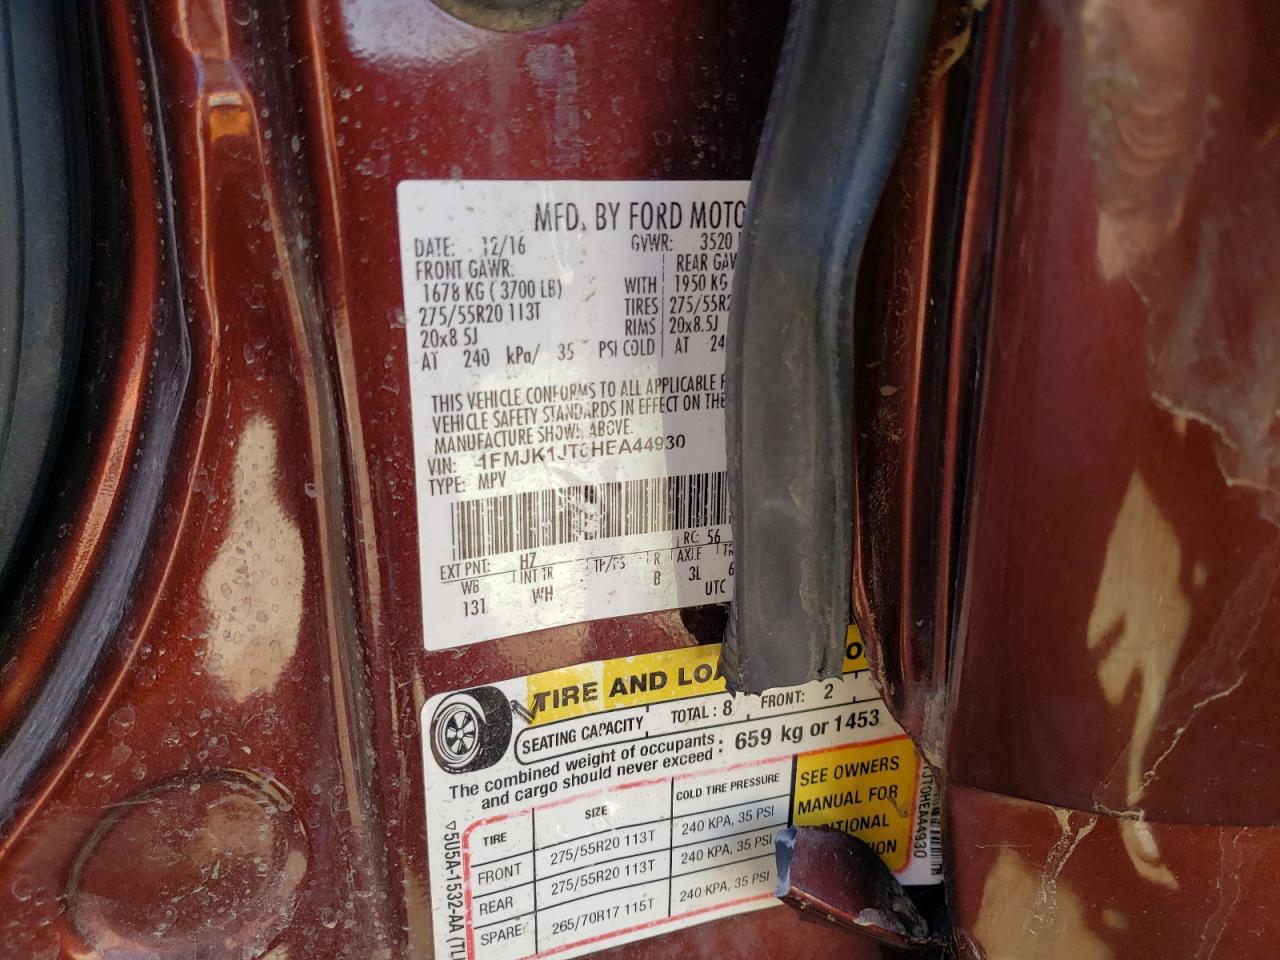 MFD. BY FORD MOTO
DATE: 12/16 GVWR: 3520
FRONT GAWR: REAR GAW
1678 KG ( 3700 LB) WITH 1950 KG
275/55R20 113T TIRES 275/55R2
20x8.5J RIMS 20x8.5J
AT 240 kPa/ 35 PSI COLD AT 24
THIS VEHICLE CONFORMS TO ALL APPLICABLE F
VEHICLE SAFETY STANDARDS IN EFFECT ON THE
MANUFACTURE SHOWN ABOVE.
VIN: 1FMJK1JT0HEA44930
TYPE: MPV
RC: 56
EXT PNT: HZ
WB INT TR TP/PS R AXLE TR
131 WH B 3L 6
UTC
TIRE AND LOA
SEATING CAPACITY TOTAL : 8 FRONT: 2
The combined weight of occupants
and cargo should never exceed : 659 kg or 1453
TIRE SIZE COLD TIRE PRESSURE
FRONT 275/55R20 113T 240 KPA, 35 PSI
REAR 275/55R20 113T 240 KPA, 35 PSI
SPARE 265/70R17 115T 240 KPA, 35 PSI
SEE OWNERS
MANUAL FOR
ITIONAL
TION
5U5A-1532-AA (TL
JT0HEA44930